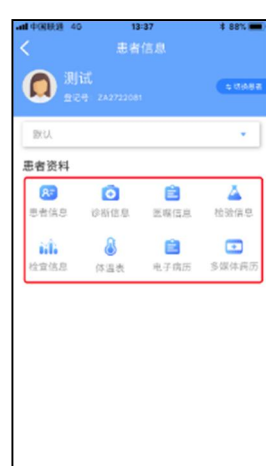 中国联通 4G 13:37 88%
患者信息
测试
登记号: ZA2722081
切换患者
默认
患者资料
患者信息 诊断信息 医嘱信息 检验信息
检查信息 体温表 电子病历 多媒体病历